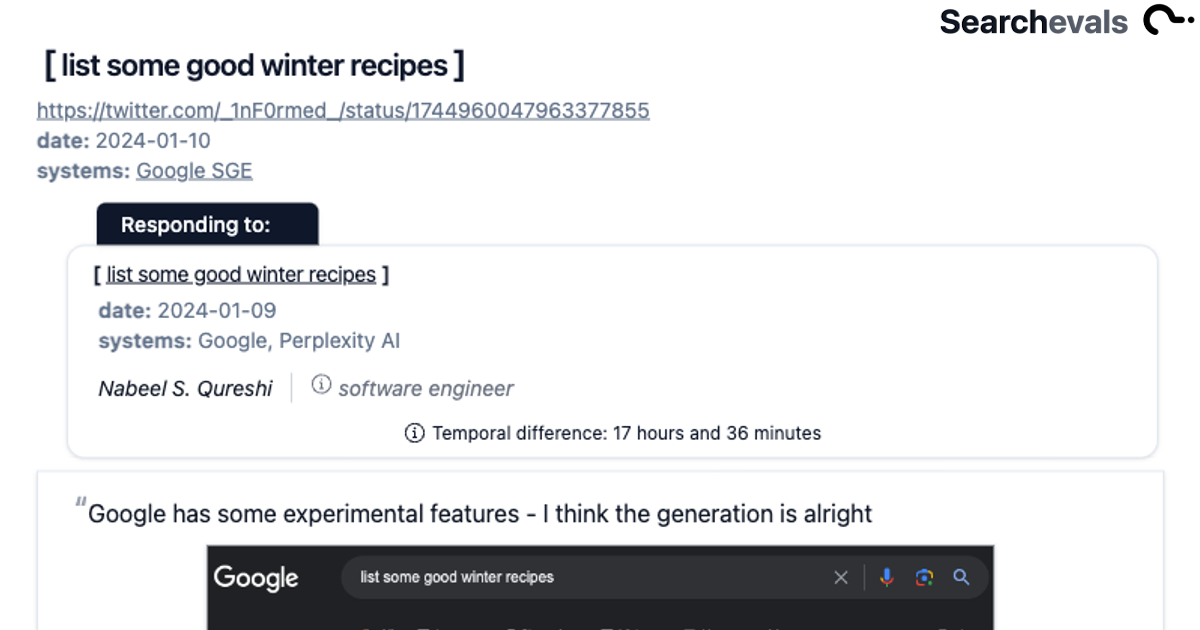 Searchevals
[ list some good winter recipes ]
https://twitter.com/_1nF0rmed_/status/1744960047963377855
date: 2024-01-10
systems: Google SGE
Responding to:
[ list some good winter recipes ]
date: 2024-01-09
systems: Google, Perplexity AI
Nabeel S. Qureshi software engineer
Temporal difference: 17 hours and 36 minutes
"Google has some experimental features - I think the generation is alright
Google list some good winter recipes